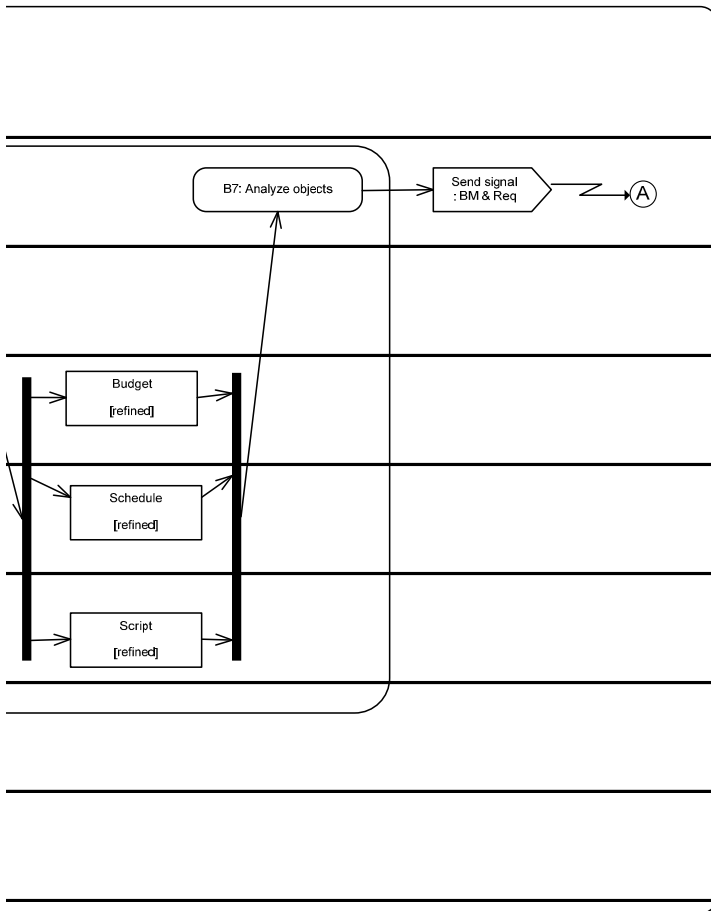 B7: Analyze objects
Send signal
: BM & Req
A
Budget
[refined]
Schedule
[refined]
Script
[refined]